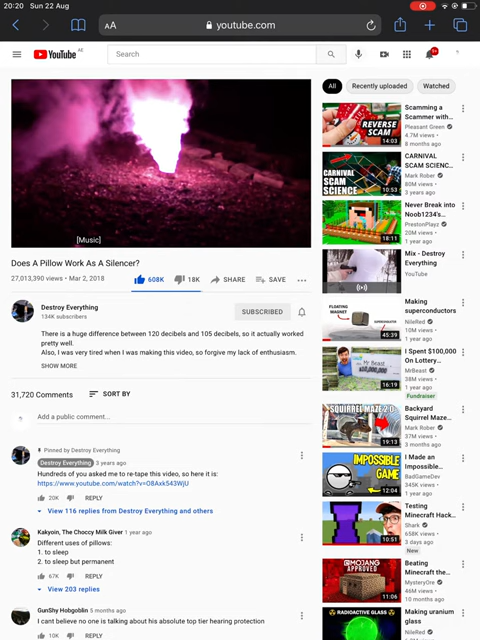 20:20 Sun 22 Aug
AA
youtube.com
YouTube AE
Search
9+
[Music]
Does A Pillow Work As A Silencer?
27,013,390 views • Mar 2, 2018
608K
18K
SHARE
SAVE
Destroy Everything
134K subscribers
SUBSCRIBED
There is a huge difference between 120 decibels and 105 decibels, so it actually worked
pretty well.
Also, I was very tired when I was making this video, so forgive my lack of enthusiasm.
SHOW MORE
31,720 Comments
SORT BY
Add a public comment...
Pinned by Destroy Everything
Destroy Everything 3 years ago
Hundreds of you asked me to re-tape this video, so here it is:
https://www.youtube.com/watch?v=O8Axk543WjU
20K
REPLY
View 116 replies from Destroy Everything and others
Kakyoin, The Choccy Milk Giver 1 year ago
Different uses of pillows:
1. to sleep
2. to sleep but permanent
67K
REPLY
View 203 replies
GunShy Hobgoblin 5 months ago
I cant believe no one is talking about his absolute top tier hearing protection
10K
REPLY
All
Recently uploaded
Watched
REVERSE
SCAM
14:03
Scamming a
Scammer with...
Pleasant Green
4.7M views •
8 months ago
CARNIVAL
SCAM
SCIENCE
10:53
CARNIVAL
SCAM SCIENC...
Mark Rober
80M views •
3 years ago
18:11
Never Break into
Noob1234's...
PrestonPlayz
20M views •
1 year ago
Mix - Destroy
Everything
YouTube
FLOATING
MAGNET
SUPERCONDUCTOR
45:39
Making
superconductors
NileRed
10M views •
1 year ago
Mr Beast
16:19
I Spent $100,000
On Lottery...
MrBeast
38M views •
1 year ago
Fundraiser
SQUIRREL MAZE 2.0
19:13
Backyard
Squirrel Maze...
Mark Rober
37M views •
3 months ago
IMPOSSIBLE
GAME
12:04
I Made an
Impossible...
BadGameDev
345K views •
1 year ago
10:51
Testing
Minecraft Hack...
Shark
658K views •
3 days ago
New
@MOJANG
APPROVED
11:06
Beating
Minecraft the...
MysteryOre
46M views •
10 months ago
RADIOACTIVE GLASS
Making uranium
glass
NileRed